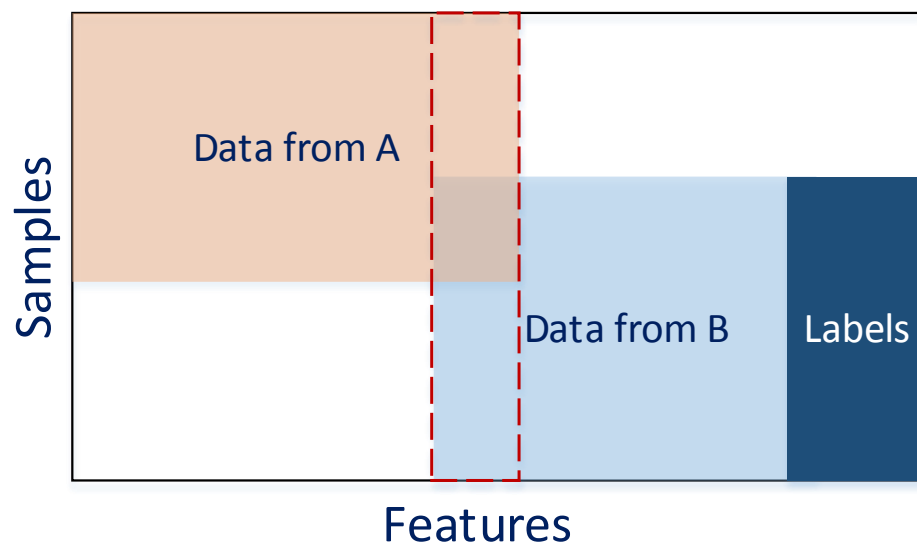 Data from A
Samples
Data from B
Labels
Features